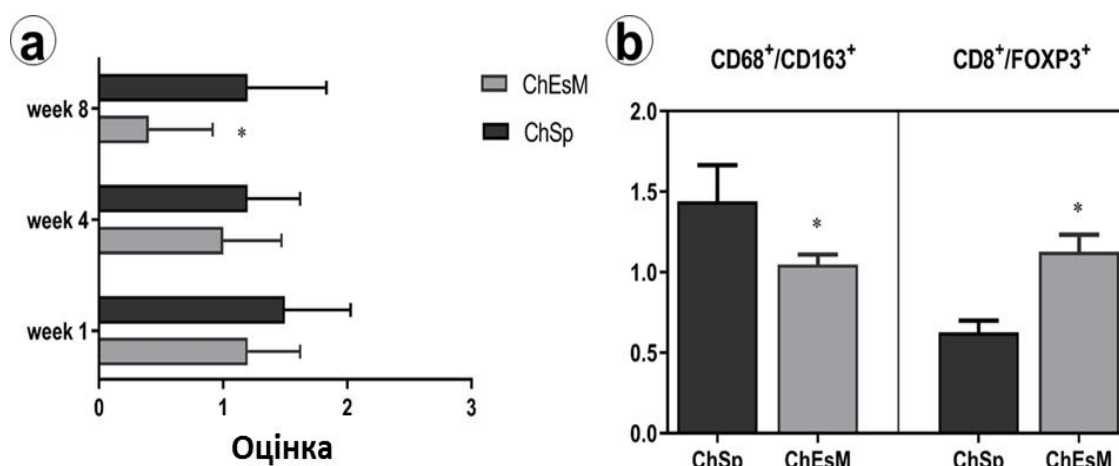 a
ChEsM
ChSp
week 8
*
week 4
week 1
0 1 2 3
Оцінка
b
CD68⁺/CD163⁺ CD8⁺/FOXP3⁺
2.0
1.5
* *
1.0
0.5
0.0
ChSp ChEsM ChSp ChEsM